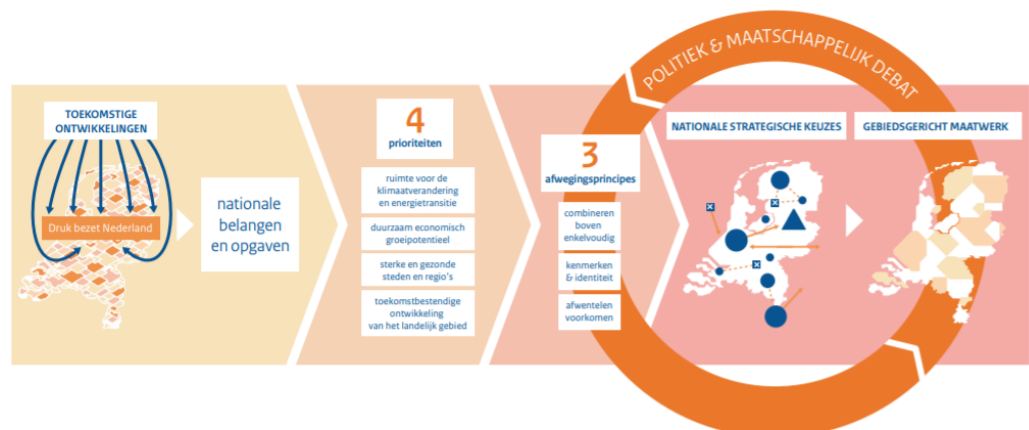 POLITIEK & MAATSCHAPPELIJK DEBAT
TOEKOMSTIGE
ONTWIKKELINGEN
Druk bezet Nederland
nationale
belangen
en opgaven
4
prioriteiten
ruimte voor de
klimaatverandering
en energietransitie
duurzaam economisch
groeipotentieel
sterke en gezonde
steden en regio's
toekomstbestendige
ontwikkeling
van het landelijk gebied
3
afwegingsprincipes
combineren
boven
enkelvoudig
kenmerken
& identiteit
afwentelen
voorkomen
NATIONALE STRATEGISCHE KEUZES
GEBIEDSGERICHT MAATWERK